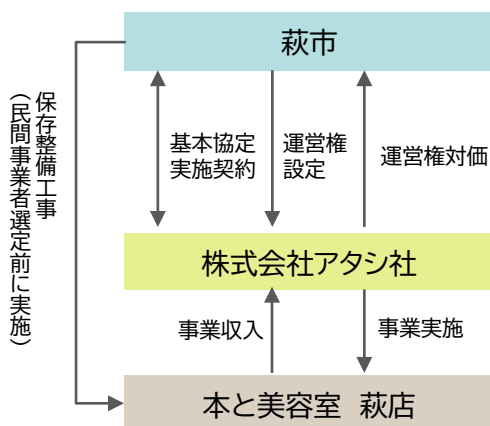 萩市
保存整備工事
（民間事業者選定前に実施）
基本協定
実施契約
運営権
設定
運営権対価
株式会社アタシ社
事業収入
事業実施
本と美容室 萩店